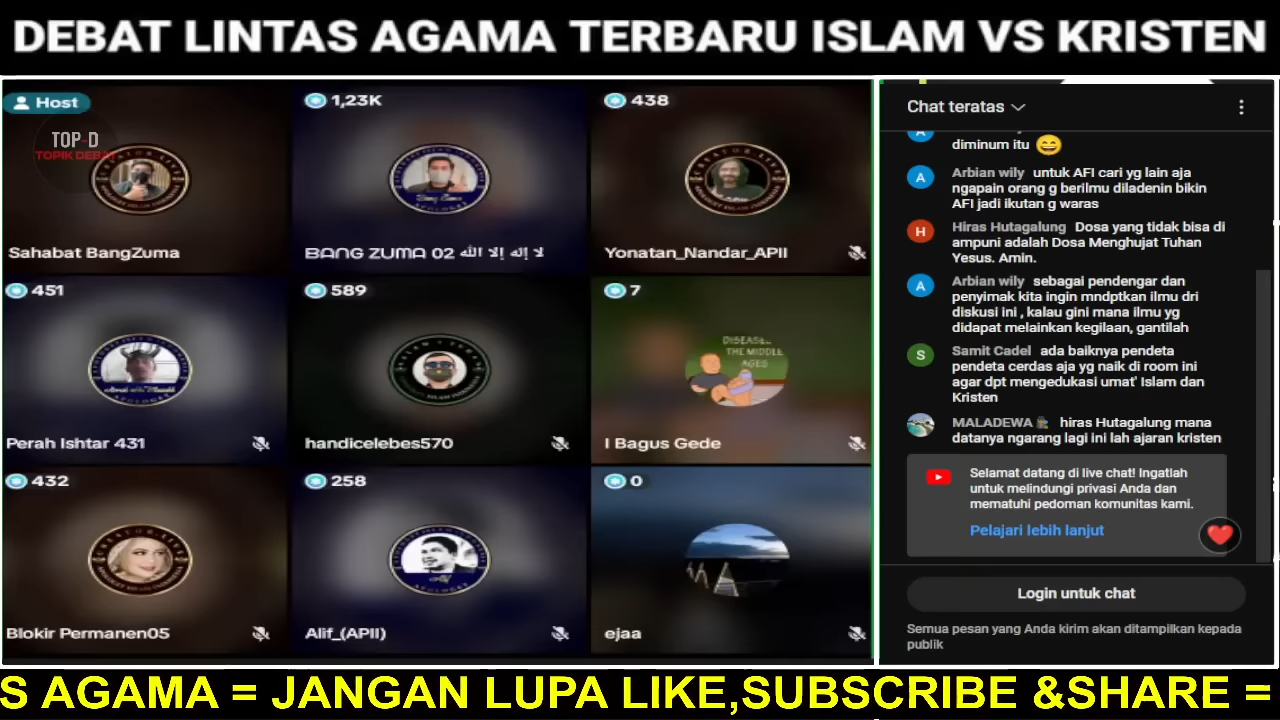 DEBAT LINTAS AGAMA TERBARU ISLAM VS KRISTEN
Host
TOP-D
TOPIK DEBAT
Sahabat BangZuma
1,23K
BANG ZUMA 02 لا إله إلا الله
438
Yonatan_Nandar_APII
451
Perah Ishtar 431
589
handicelebes570
7
DISEASE..
THE MIDDLE
AGES
I Bagus Gede
432
Blokir Permanen05
258
Alif_(APII)
0
ejaa
Chat teratas
diminum itu 😄
A
Arbian wily untuk AFI cari yg lain aja
ngapain orang g berilmu diladenin bikin
AFI jadi ikutan g waras
H
Hiras Hutagalung Dosa yang tidak bisa di
ampuni adalah Dosa Menghujat Tuhan
Yesus. Amin.
A
Arbian wily sebagai pendengar dan
penyimak kita ingin mndptkan ilmu dri
diskusi ini , kalau gini mana ilmu yg
didapat melainkan kegilaan, gantilah
S
Samit Cadel ada baiknya pendeta
pendeta cerdas aja yg naik di room ini
agar dpt mengedukasi umat' Islam dan
Kristen
MALADEWA hiras Hutagalung mana
datanya ngarang lagi ini lah ajaran kristen
Selamat datang di live chat! Ingatlah
untuk melindungi privasi Anda dan
mematuhi pedoman komunitas kami.
Pelajari lebih lanjut
Login untuk chat
Semua pesan yang Anda kirim akan ditampilkan kepada
publik
S AGAMA = JANGAN LUPA LIKE,SUBSCRIBE &SHARE =